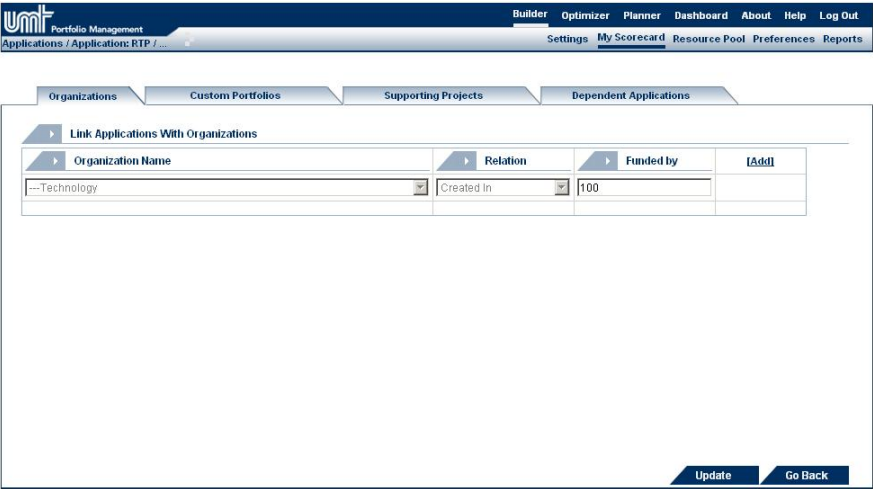 umt Portfolio Management
Builder Optimizer Planner Dashboard About Help Log Out
Applications / Application: RTP / ...
Settings My Scorecard Resource Pool Preferences Reports
Organizations Custom Portfolios Supporting Projects Dependent Applications
Link Applications With Organizations
Organization Name Relation Funded by [Add]
---Technology Created In 100
Update Go Back